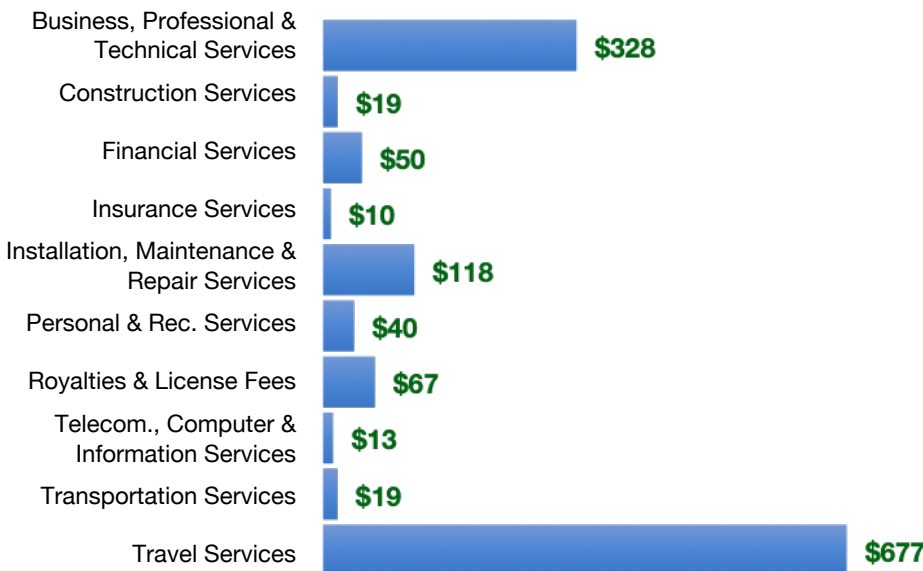 Business, Professional &
Technical Services
$328
Construction Services
$19
Financial Services
$50
Insurance Services
$10
Installation, Maintenance &
Repair Services
$118
Personal & Rec. Services
$40
Royalties & License Fees
$67
Telecom., Computer &
Information Services
$13
Transportation Services
$19
Travel Services
$677